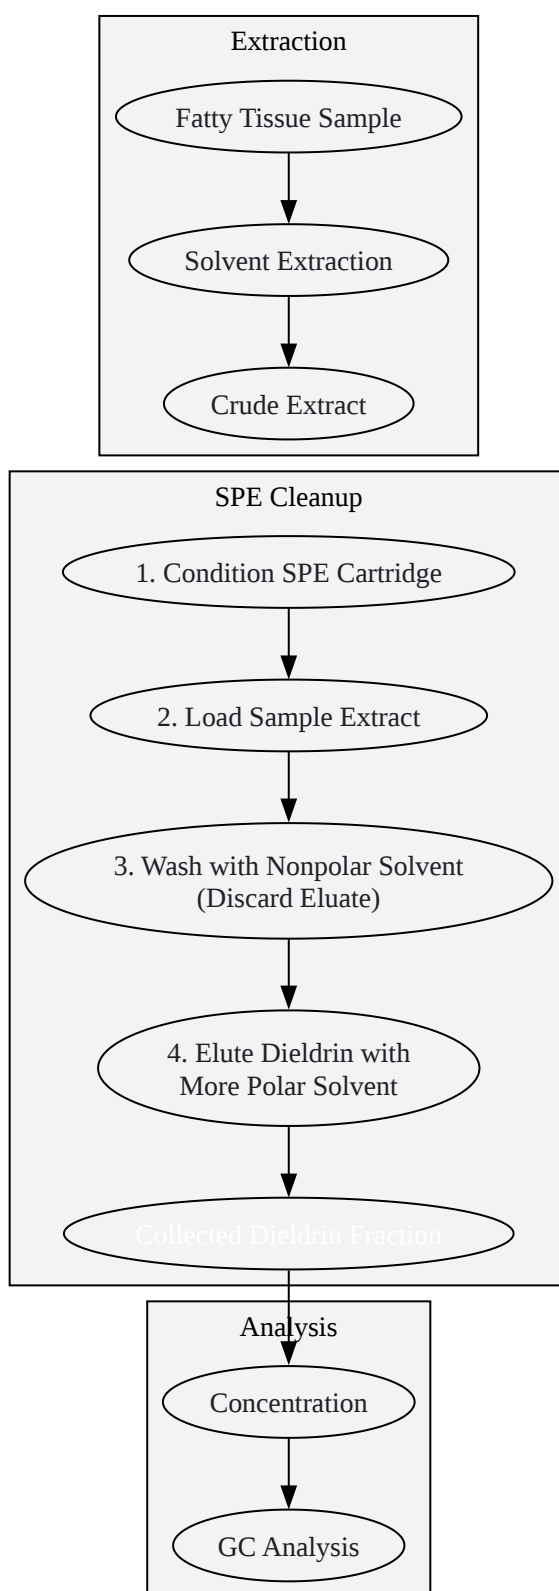 Extraction
Fatty Tissue Sample
Solvent Extraction
Crude Extract
SPE Cleanup
1. Condition SPE Cartridge
2. Load Sample Extract
3. Wash with Nonpolar Solvent
(Discard Eluate)
4. Elute Dieldrin with
More Polar Solvent
Collected Dieldrin Fraction
Analysis
Concentration
GC Analysis